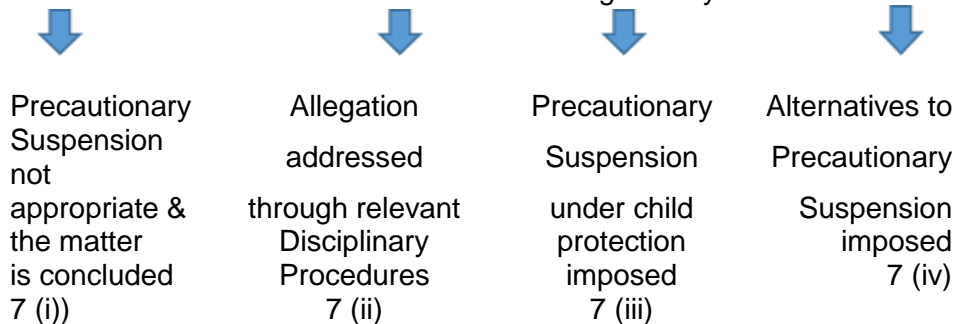 Precautionary
Suspension
not
appropriate &
the matter
is concluded
7 (i))
Allegation
addressed
through relevant
Disciplinary
Procedures
7 (ii)
Precautionary
Suspension
under child
protection
imposed
7 (iii)
Alternatives to
Precautionary
Suspension
imposed
7 (iv)